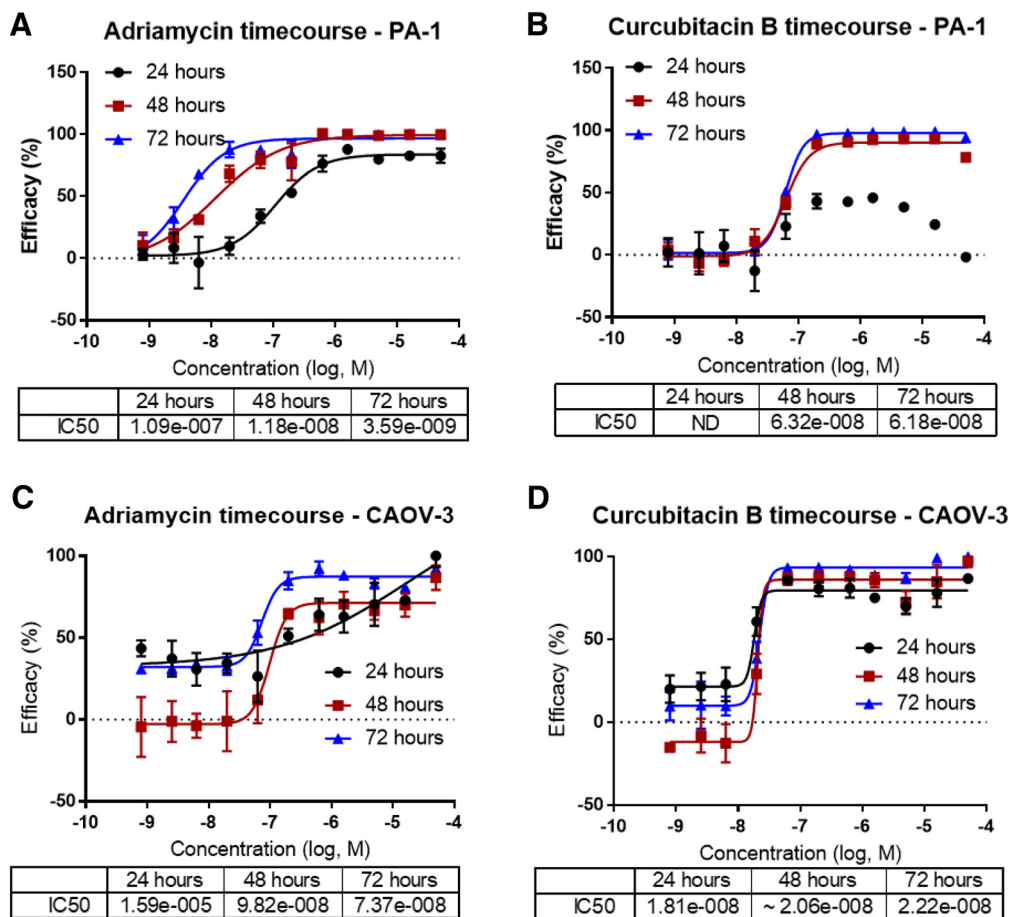 A
Adriamycin timecourse - PA-1
150
100
50
0
-50
Efficacy (%)
24 hours
48 hours
72 hours
-10 -9 -8 -7 -6 -5 -4
Concentration (log, M)
24 hours 48 hours 72 hours
IC50 1.09e-007 1.18e-008 3.59e-009
B
Curcubitacin B timecourse - PA-1
150
100
50
0
-50
Efficacy (%)
24 hours
48 hours
72 hours
-10 -9 -8 -7 -6 -5 -4
Concentration (log, M)
24 hours 48 hours 72 hours
IC50 ND 6.32e-008 6.18e-008
C
Adriamycin timecourse - CAOV-3
100
50
0
-50
Efficacy (%)
24 hours
48 hours
72 hours
-10 -9 -8 -7 -6 -5 -4
Concentration (log, M)
24 hours 48 hours 72 hours
IC50 1.59e-005 9.82e-008 7.37e-008
D
Curcubitacin B timecourse - CAOV-3
100
50
0
-50
Efficacy (%)
24 hours
48 hours
72 hours
-10 -9 -8 -7 -6 -5 -4
Concentration (log, M)
24 hours 48 hours 72 hours
IC50 1.81e-008 ~ 2.06e-008 2.22e-008